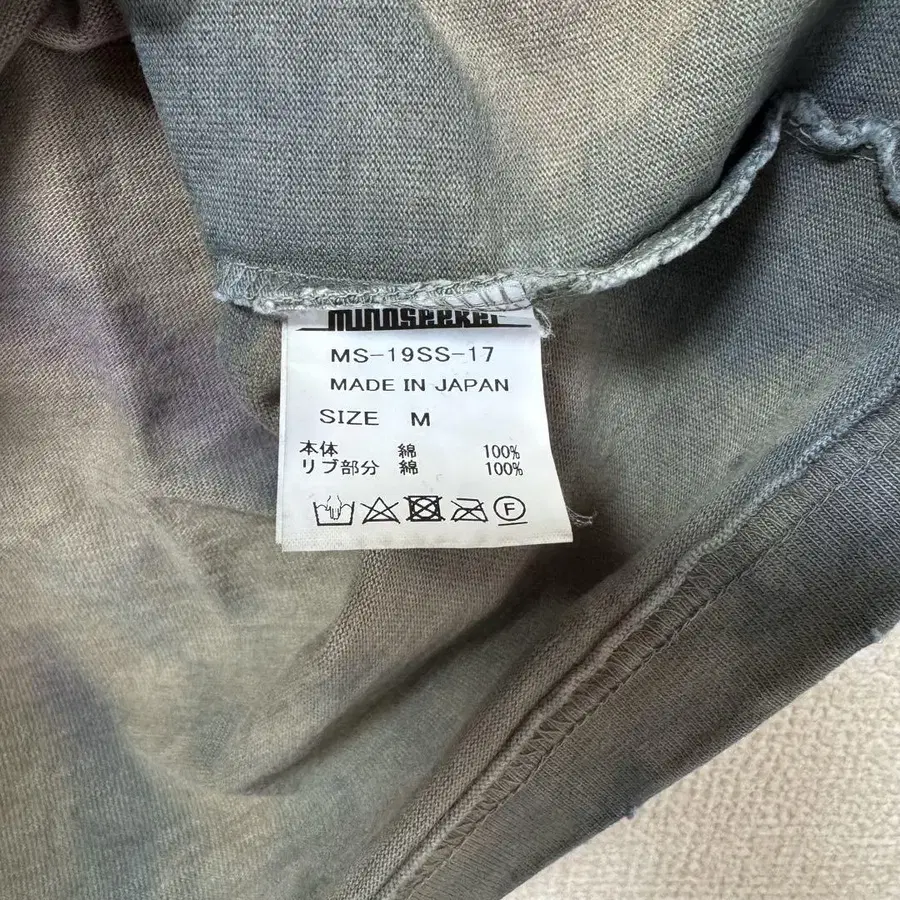 mindseeker
MS-19SS-17
MADE IN JAPAN
SIZE M
本体 綿 100%
リブ部分 綿 100%
F